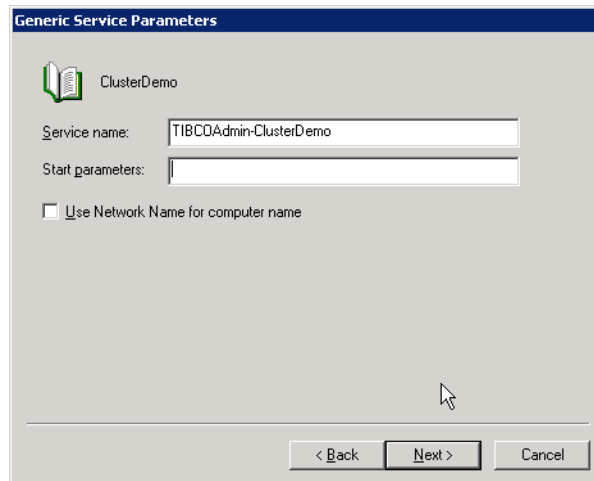 Generic Service Parameters
ClusterDemo
Service name: TIBCOAdmin-ClusterDemo
Start parameters:
Use Network Name for computer name
< Back Next > Cancel